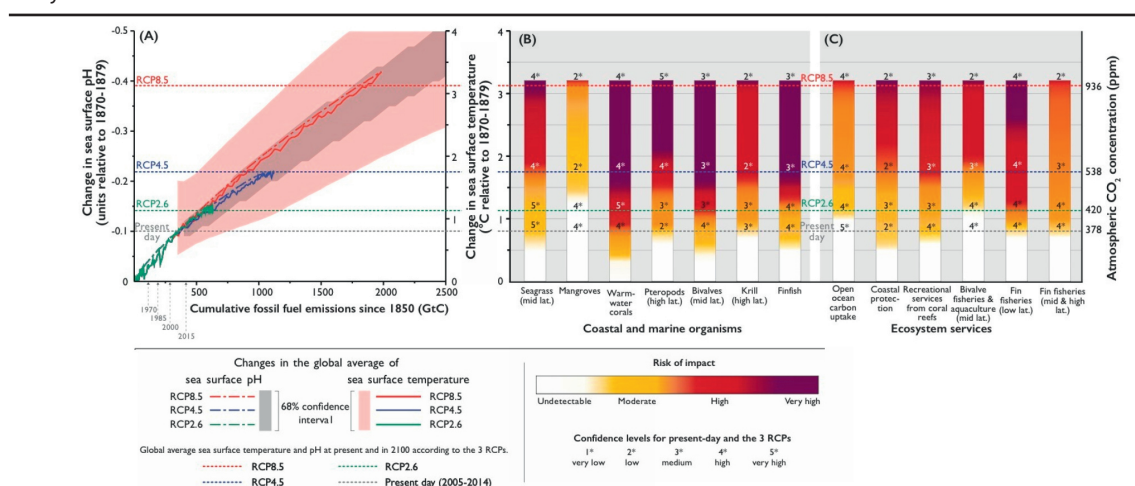 (A)
(B)
(C)
Change in sea surface pH
(units relative to 1870-1879)
-0.5
-0.4
-0.3
-0.2
-0.1
0
RCP8.5
RCP4.5
RCP2.6
Present
day
4
3
2
1
0
Change in sea surface temperature
(°C relative to 1870-1879)
500
1000
1500
2000
2500
Cumulative fossil fuel emissions since 1850 (GtC)
1970
1985
2000
2015
4
3
2
1
0
4* 2* 4* 5* 3* 2* 3* RCP8.5 4* 2* 3* 2* 4* 2* 936
4* 2* 4* 3* 2* 3* RCP4.5 4* 2* 3* 3* 4* 3* 538
5* 4* 5* 3* 3* 4* 4* RCP2.6 4* 3* 4* 4* 4* 4* 420
5* 4* 4* 2* 2* 3* 4* Present day 5* 2* 3* 4* 4* 4* 378
Atmospheric CO2 concentration (ppm)
Seagrass
(mid lat.)
Mangroves
Warm-
water
corals
Pteropods
(high lat.)
Bivalves
(mid lat.)
Krill
(high lat.)
Finfish
Coastal and marine organisms
Open
ocean
carbon
uptake
Coastal
protec-
tion
Recreational
services
from coral
reefs
Bivalve
fisheries &
aquaculture
(mid lat.)
Fin
fisheries
(low lat.)
Fin fisheries
(mid & high
lat.)
Ecosystem services
Changes in the global average of
sea surface pH
sea surface temperature
RCP8.5
RCP4.5
RCP2.6
68% confidence
interval
RCP8.5
RCP4.5
RCP2.6
Global average sea surface temperature and pH at present and in 2100 according to the 3 RCPs.
RCP8.5
RCP2.6
RCP4.5
Present day (2005-2014)
Risk of impact
Undetectable
Moderate
High
Very high
Confidence levels for present-day and the 3 RCPs
1* 2* 3* 4* 5*
very low low medium high very high